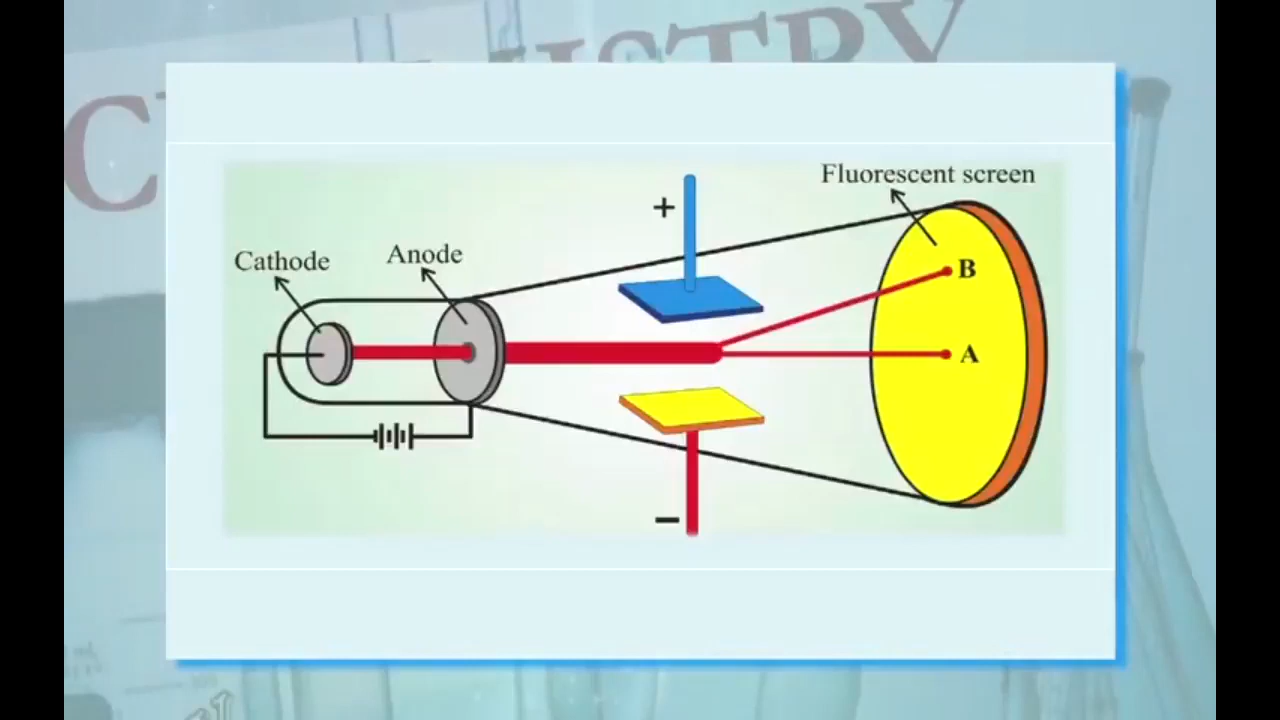 Fluorescent screen
+
Cathode
Anode
B
A
−